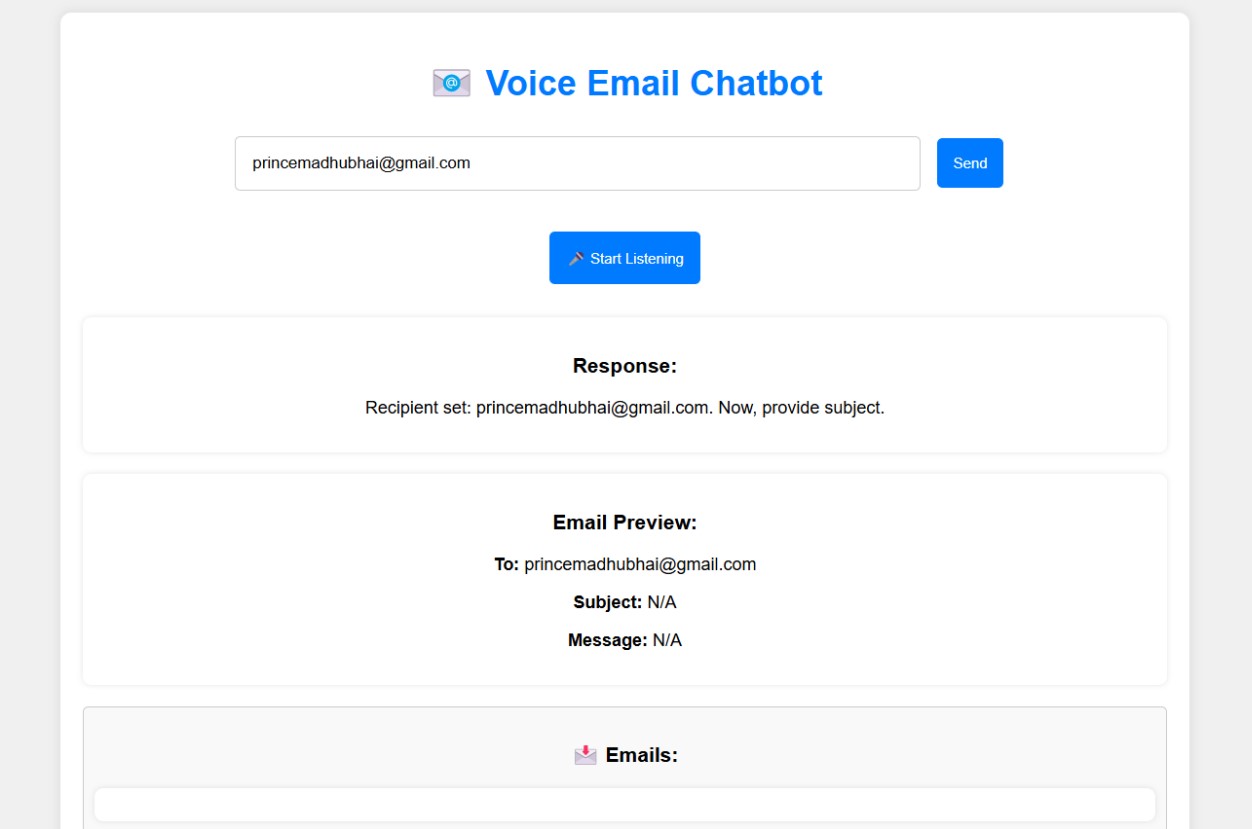 Voice Email Chatbot
princemadhubhai@gmail.com
Send
Start Listening
Response:
Recipient set: princemadhubhai@gmail.com. Now, provide subject.
Email Preview:
To: princemadhubhai@gmail.com
Subject: N/A
Message: N/A
Emails: